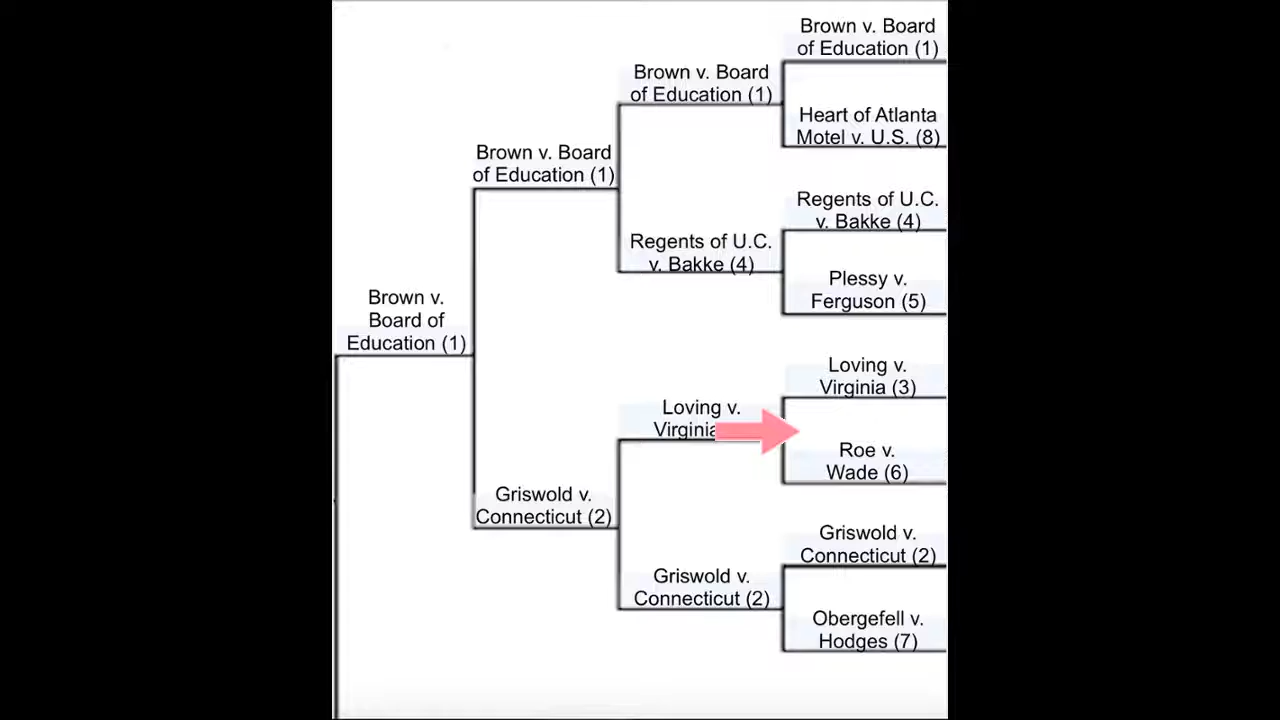 Brown v. Board
of Education (1)
Heart of Atlanta
Motel v. U.S. (8)
Regents of U.C.
v. Bakke (4)
Plessy v.
Ferguson (5)
Loving v.
Virginia (3)
Roe v.
Wade (6)
Griswold v.
Connecticut (2)
Obergefell v.
Hodges (7)
Brown v. Board
of Education (1)
Regents of U.C.
v. Bakke (4)
Loving v.
Virginia
Griswold v.
Connecticut (2)
Brown v. Board
of Education (1)
Griswold v.
Connecticut (2)
Brown v.
Board of
Education (1)